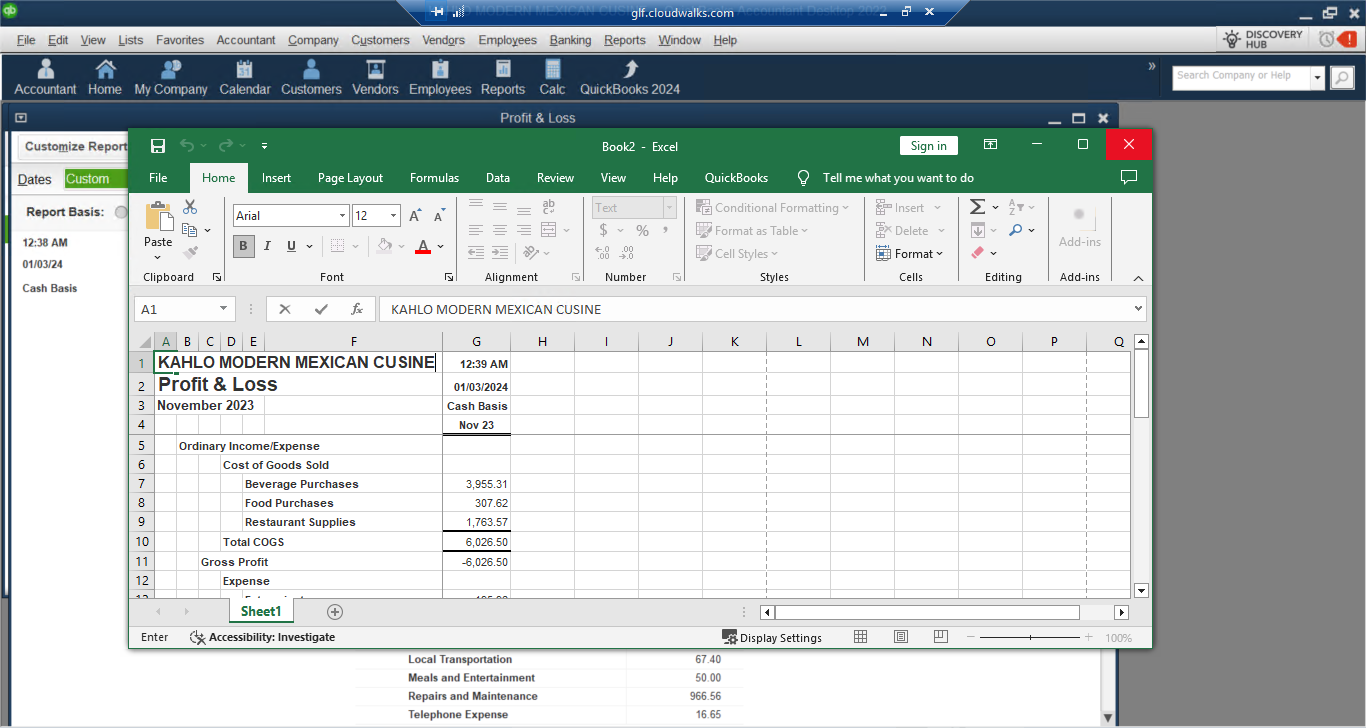 glf.cloudwalks.com
File Edit View Lists Favorites Accountant Company Customers Vendors Employees Banking Reports Window Help
DISCOVERY
HUB
Accountant Home My Company Calendar Customers Vendors Employees Reports Calc QuickBooks 2024
Search Company or Help
Profit & Loss
Customize Report
Dates Custom
Report Basis:
12:38 AM
01/03/24
Cash Basis
Book2 - Excel
Sign in
File Home Insert Page Layout Formulas Data Review View Help QuickBooks Tell me what you want to do
Paste
Clipboard
Arial 12
B I U A
Font
ab
Alignment
Text
$ % ,
Number
Conditional Formatting
Format as Table
Cell Styles
Styles
Insert
Delete
Format
Cells
Editing
Add-ins
Add-ins
A1 fx KAHLO MODERN MEXICAN CUSINE
A B C D E F G H I J K L M N O P Q
1 KAHLO MODERN MEXICAN CUSINE 12:39 AM
2 Profit & Loss 01/03/2024
3 November 2023 Cash Basis
4 Nov 23
5 Ordinary Income/Expense
6 Cost of Goods Sold
7 Beverage Purchases 3,955.31
8 Food Purchases 307.62
9 Restaurant Supplies 1,763.57
10 Total COGS 6,026.50
11 Gross Profit -6,026.50
12 Expense
Sheet1
Enter Accessibility: Investigate Display Settings 100%
Local Transportation 67.40
Meals and Entertainment 50.00
Repairs and Maintenance 966.56
Telephone Expense 16.65